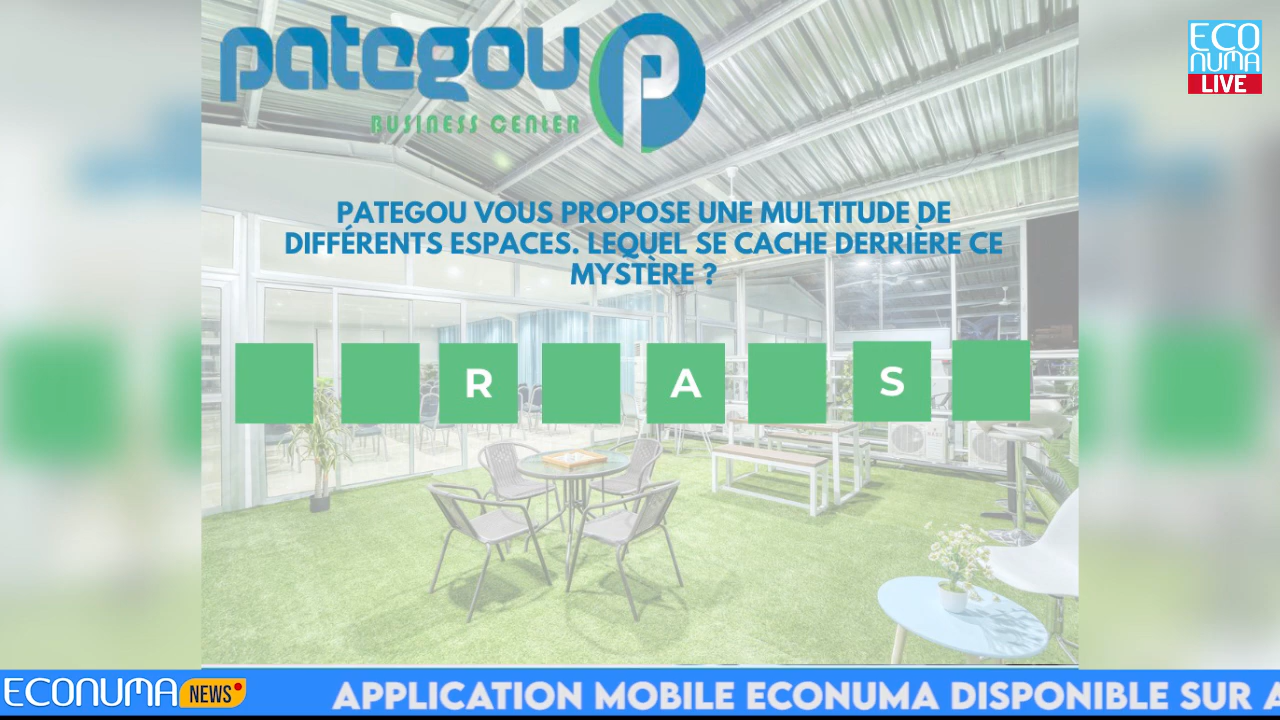 pategou P
BUSINESS CENTER
ECO
NUMA
LIVE
PATEGOU VOUS PROPOSE UNE MULTITUDE DE
DIFFÉRENTS ESPACES. LEQUEL SE CACHE DERRIÈRE CE
MYSTÈRE ?
R A S
ECONUMA NEWS APPLICATION MOBILE ECONUMA DISPONIBLE SUR A